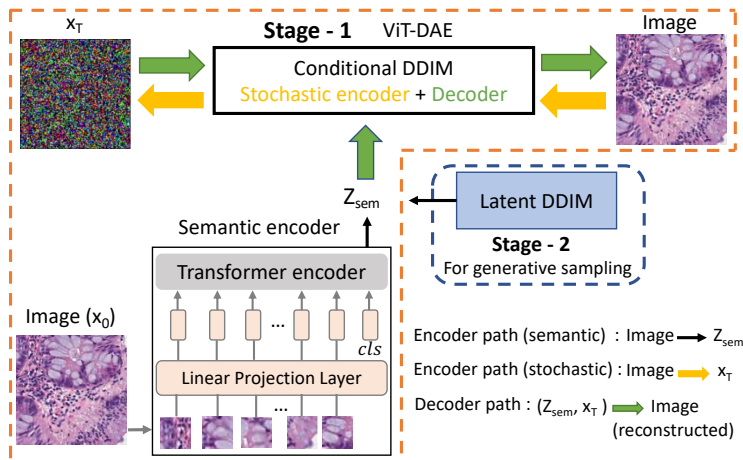 x_T
Stage - 1 ViT-DAE
Image
Conditional DDIM
Stochastic encoder + Decoder
Z_sem
Latent DDIM
Stage - 2
For generative sampling
Semantic encoder
Transformer encoder
...
cls
Linear Projection Layer
...
Image (x_0)
Encoder path (semantic) : Image Z_sem
Encoder path (stochastic) : Image x_T
Decoder path : (Z_sem, x_T) Image
(reconstructed)